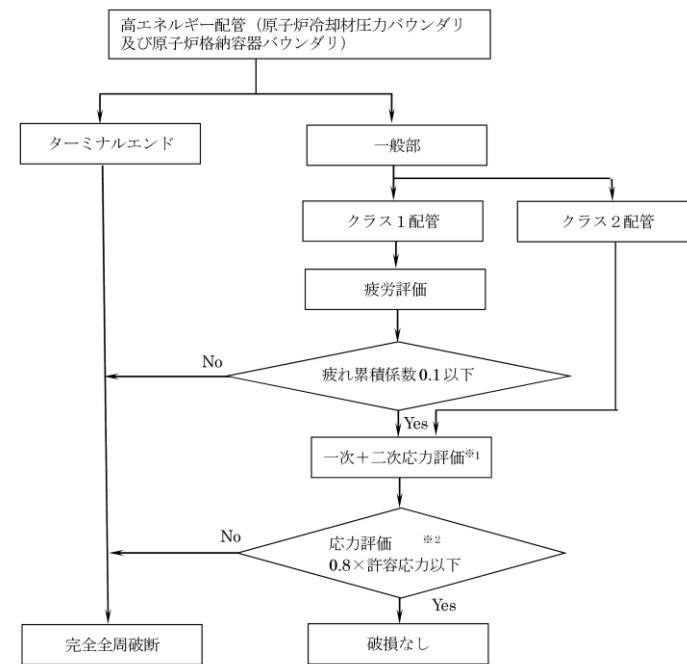 高エネルギー配管（原子炉冷却材圧力バウンダリ
及び原子炉格納容器バウンダリ）
ターミナルエンド
一般部
クラス１配管
クラス２配管
疲労評価
No
疲れ累積係数0.1以下
Yes
一次＋二次応力評価※1
No
応力評価 ※2
0.8×許容応力以下
Yes
完全全周破断
破損なし